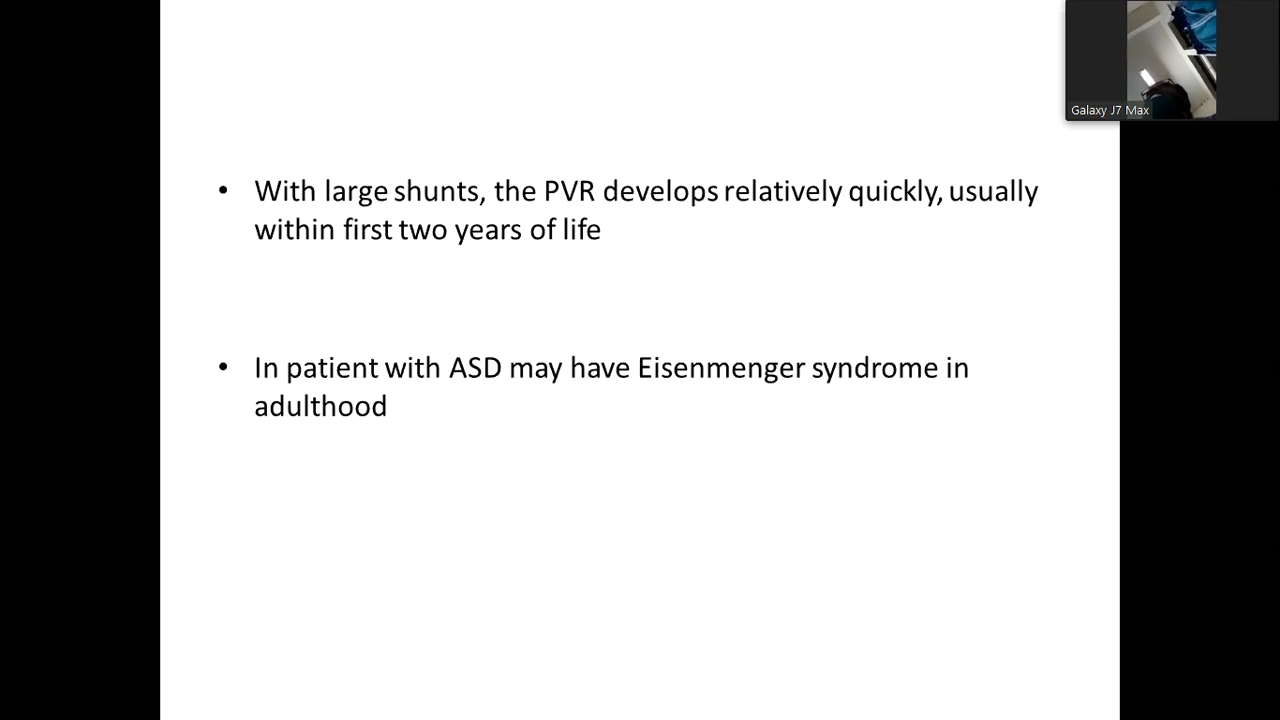 Galaxy J7 Max
• With large shunts, the PVR develops relatively quickly, usually
within first two years of life
• In patient with ASD may have Eisenmenger syndrome in
adulthood